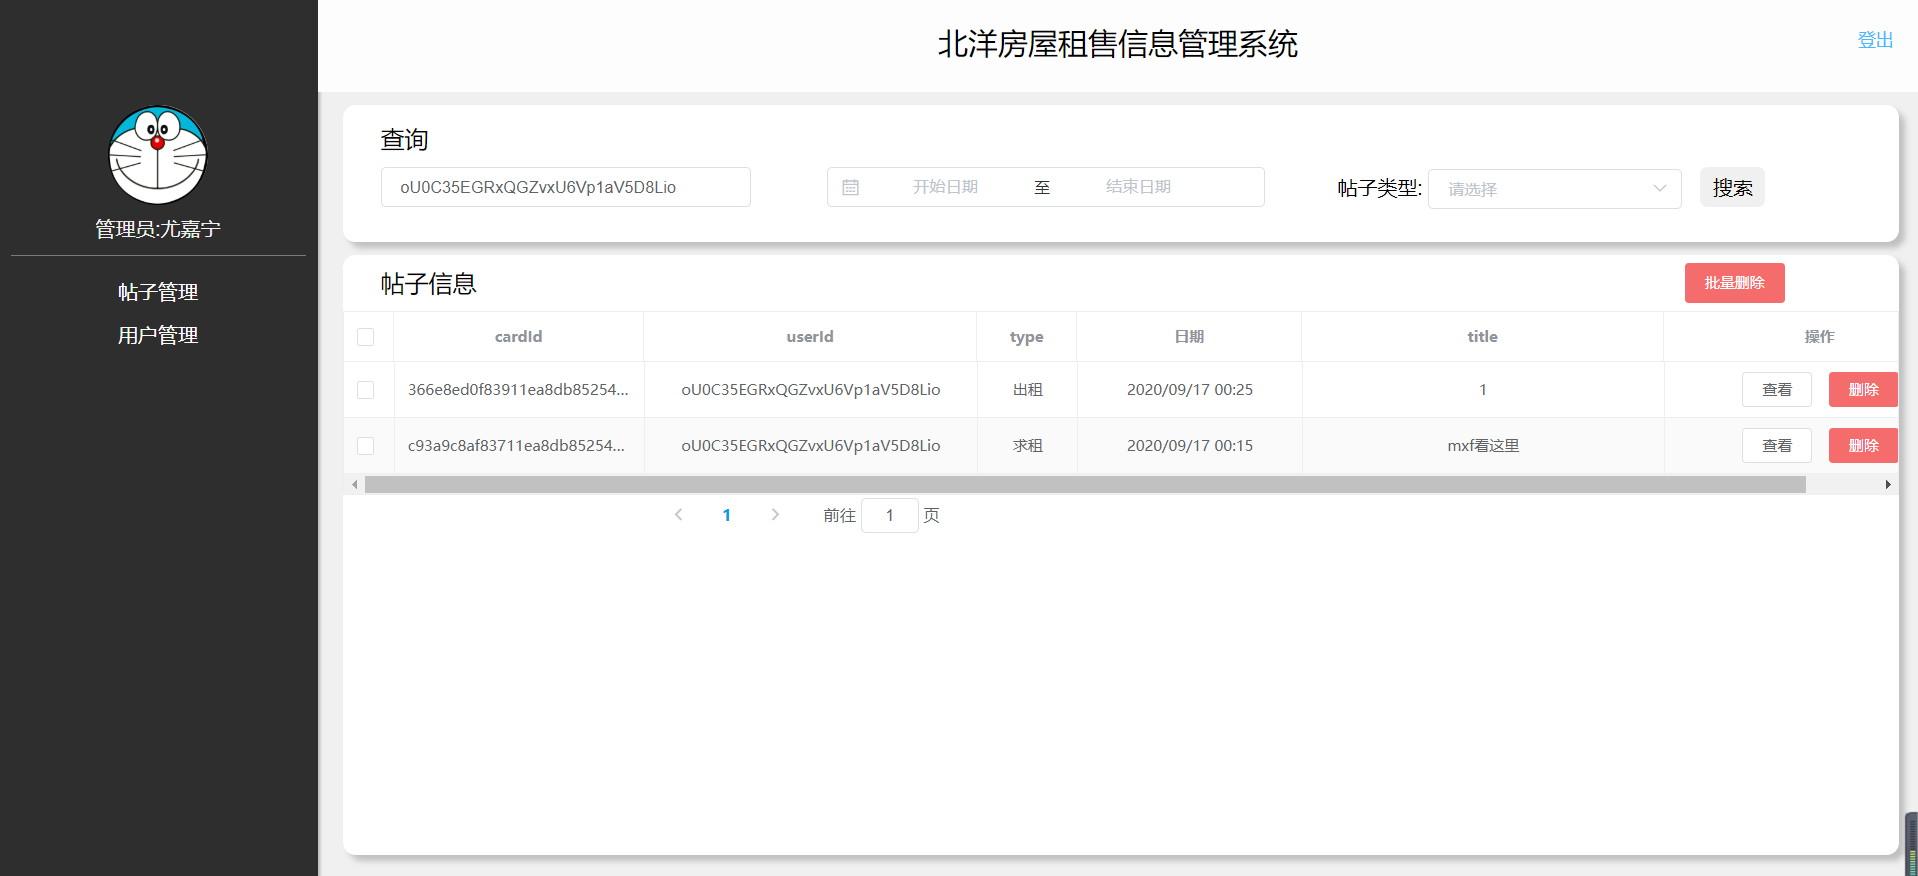 北洋房屋租售信息管理系统
登出
管理员:尤嘉宁
帖子管理
用户管理
查询
oU0C35EGRxQGZvxU6Vp1aV5D8Lio 开始日期 至 结束日期 帖子类型: 请选择 搜索
帖子信息 批量删除
cardId userId type 日期 title 操作
366e8ed0f83911ea8db85254... oU0C35EGRxQGZvxU6Vp1aV5D8Lio 出租 2020/09/17 00:25 1 查看 删除
c93a9c8af83711ea8db85254... oU0C35EGRxQGZvxU6Vp1aV5D8Lio 求租 2020/09/17 00:15 mxf看这里 查看 删除
1 前往 1 页